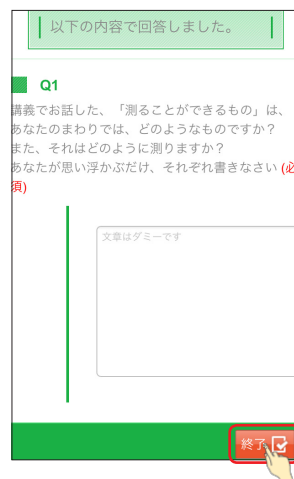 以下の内容で回答しました。
Q1
講義でお話した、「測ることができるもの」は、
あなたのまわりでは、どのようなものですか？
また、それはどのように測りますか？
あなたが思い浮かぶだけ、それぞれ書きなさい (必
須)
文章はダミーです
終了